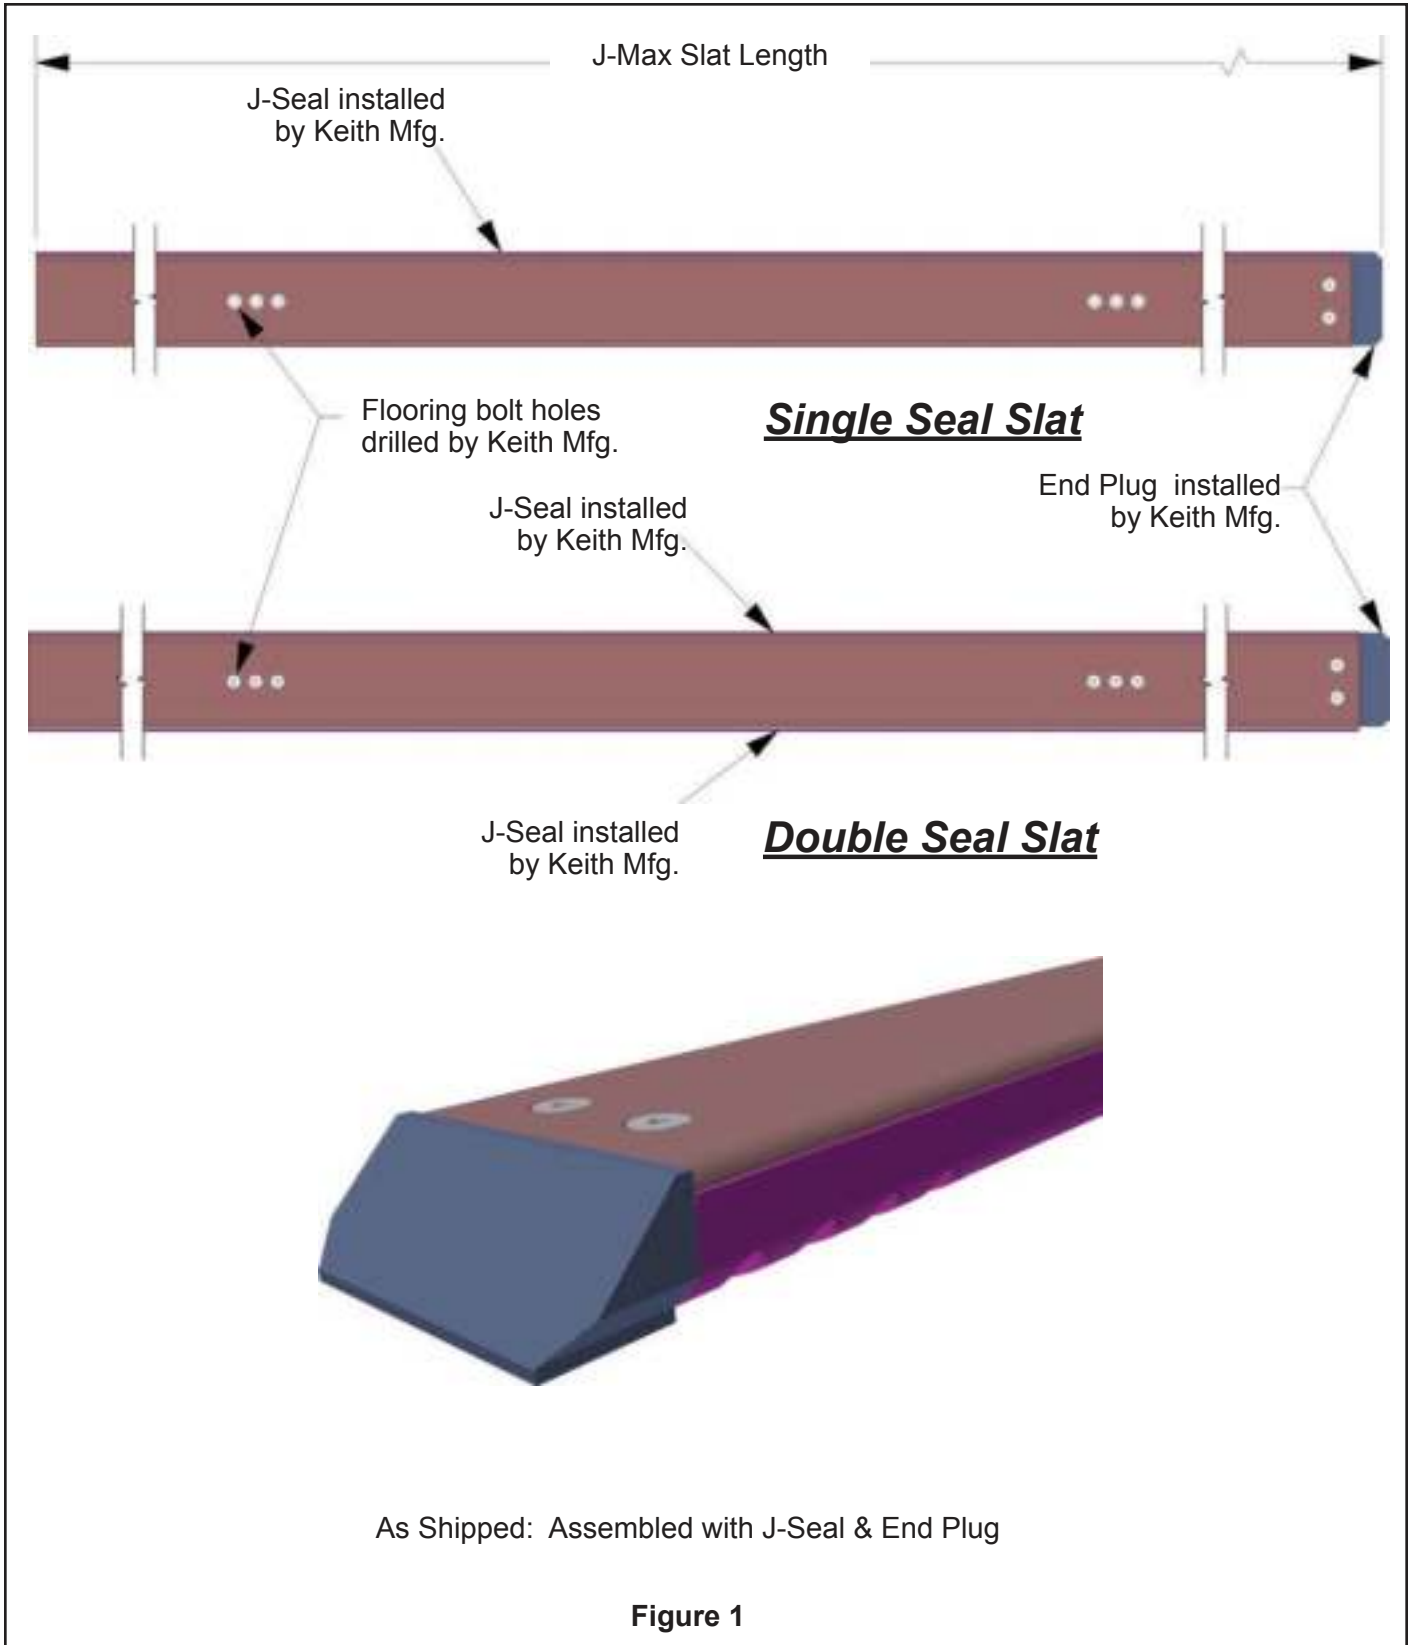 J-Max Slat Length
J-Seal installed
by Keith Mfg.
Flooring bolt holes
drilled by Keith Mfg.
Single Seal Slat
End Plug installed
by Keith Mfg.
J-Seal installed
by Keith Mfg.
J-Seal installed
by Keith Mfg.
Double Seal Slat
As Shipped: Assembled with J-Seal & End Plug
Figure 1